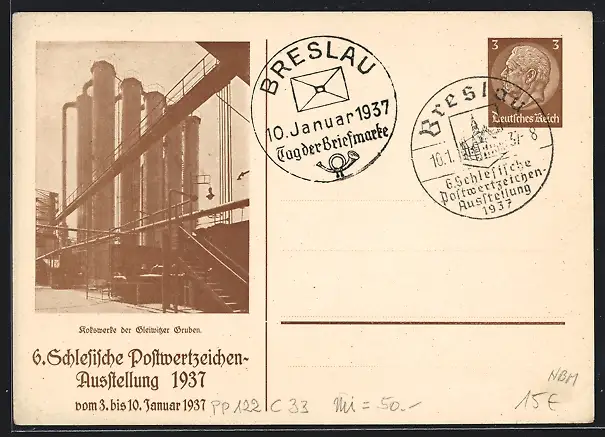 BRESLAU
10. Januar 1937
Tag der Briefmarke
3 3
Deutsches Reich
Breslau
10.1. 37- 8
6. Schlesische
Postwertzeichen-
Ausstellung
1937
Kokswerke der Gleiwitzer Gruben.
6. Schlesische Postwertzeichen-
Ausstellung 1937
vom 3. bis 10. Januar 1937
PP 122 C 33 Mi = 50.-
NBM
15€